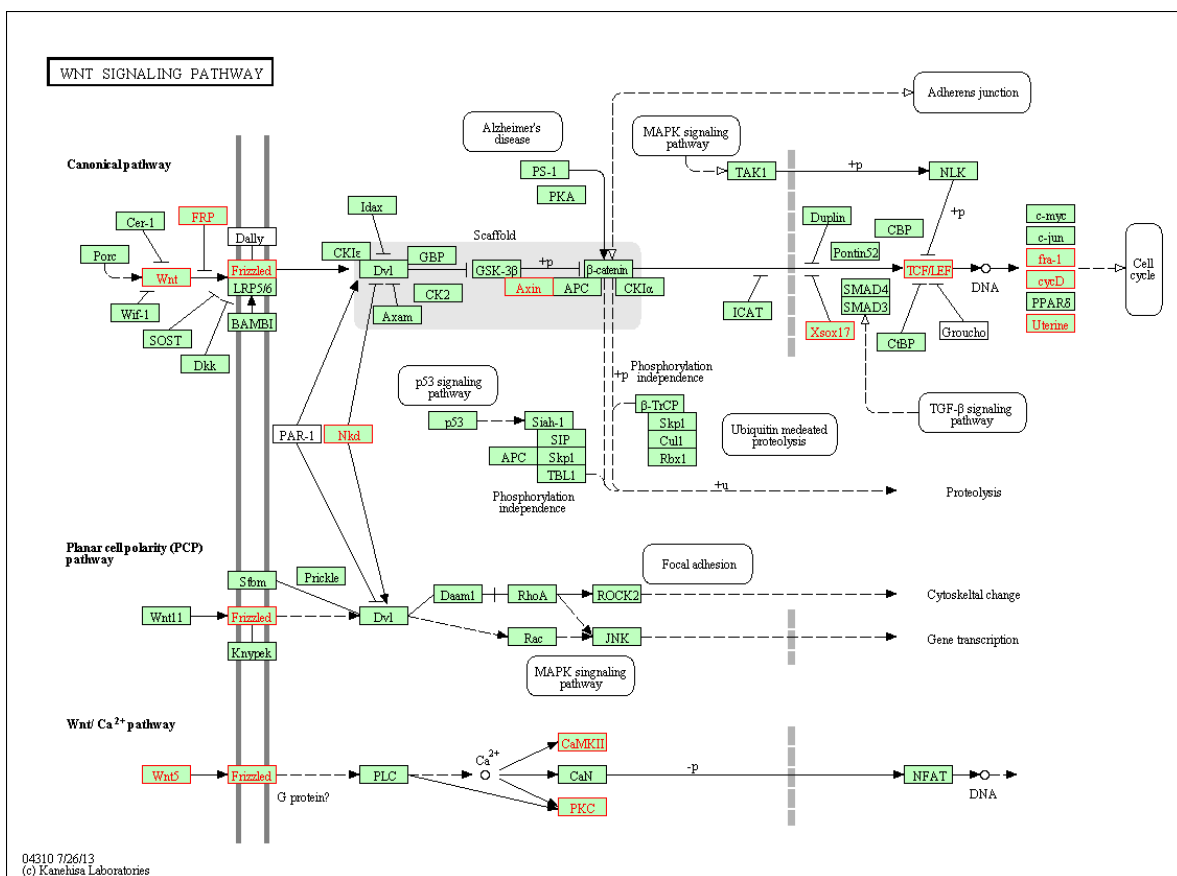 WNT SIGNALING PATHWAY
Adherens junction
Alzheimer's
disease
MAPK signaling
pathway
Canonical pathway
PS-1
PKA
TAK1
+p
NLK
+p
Cer-1
FRP
Idax
Duplin
CBP
c-myc
Dally
Scaffold
Pontin52
c-jun
Porc
CKIε
GBP
Wnt
Frizzled
Dvl
GSK-3β
+p
β-catenin
TCF/LEF
DNA
fra-1
Cell
cycle
LRP5/6
Axin
APC
CKIα
cycD
Wif-1
CK2
SMAD4
PPARδ
BAMBI
Axam
ICAT
SMAD3
SOST
Xsox17
CtBP
Groucho
Uterine
Dkk
p53 signaling
pathway
+p
Phosphorylation
independence
β-TrCP
TGF-β signaling
pathway
PAR-1
Nkd
p53
Siah-1
Skp1
Ubiquitin medeated
proteolysis
SIP
Cul1
APC
Skp1
Rbx1
TBL1
+u
Proteolysis
Phosphorylation
independence
Planar cell polarity (PCP)
pathway
Focal adhesion
Stbm
Prickle
Daam1
RhoA
ROCK2
Cytoskeltal change
Wnt11
Frizzled
Dvl
Rac
JNK
Gene transcription
Knypek
MAPK singnaling
pathway
Wnt/ Ca2+ pathway
CaMKII
Ca2+
Wnt5
Frizzled
PLC
CaN
-p
NFAT
DNA
G protein?
PKC
04310 7/26/13
(c) Kanehisa Laboratories